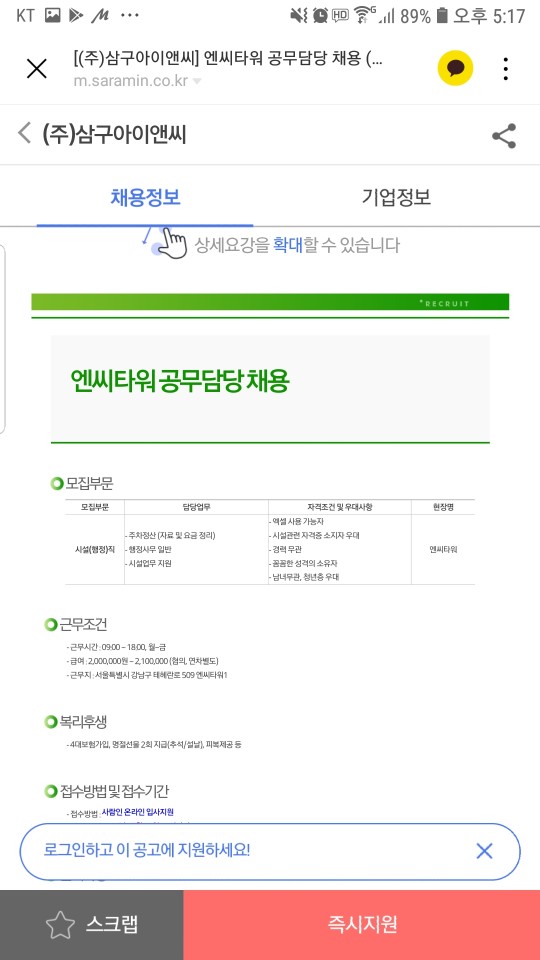 KT 89% 오후 5:17
[(주)삼구아이앤씨] 엔씨타워 공무담당 채용 (...
m.saramin.co.kr
(주)삼구아이앤씨
채용정보 기업정보
상세요강을 확대할 수 있습니다
*RECRUIT
엔씨타워 공무담당 채용
모집부문
모집부문 담당업무 자격조건 및 우대사항 현장명
시설(행정)직
- 주차정산 (자료 및 요금 정리)
- 행정사무 일반
- 시설업무 지원
- 엑셀 사용 가능자
- 시설관련 자격증 소지자 우대
- 경력 무관
- 꼼꼼한 성격의 소유자
- 남녀무관, 청년층 우대
엔씨타워
근무조건
- 근무시간 : 09:00 ~ 18:00, 월~금
- 급여 : 2,000,000원 ~ 2,100,000 (협의, 연차별도)
- 근무지 : 서울특별시 강남구 테헤란로 509 엔씨타워1
복리후생
- 4대보험가입, 명절선물 2회 지급(추석/설날), 피복제공 등
접수방법 및 접수기간
- 접수방법 : 사람인 온라인 입사지원
로그인하고 이 공고에 지원하세요!
스크랩 즉시지원